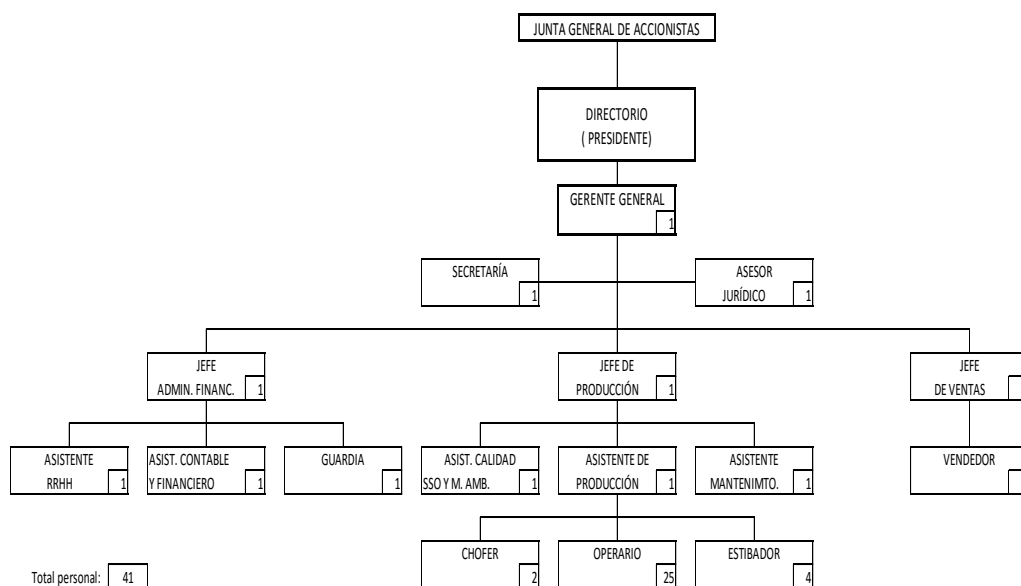 JUNTA GENERAL DE ACCIONISTAS
DIRECTORIO
( PRESIDENTE)
GERENTE GENERAL
1
SECRETARÍA
1
ASESOR
JURÍDICO 1
JEFE
ADMIN. FINANC. 1
JEFE DE
PRODUCCIÓN 1
JEFE
DE VENTAS
ASISTENTE
RRHH 1
ASIST. CONTABLE
Y FINANCIERO 1
GUARDIA
1
ASIST. CALIDAD
SSO Y M. AMB. 1
ASISTENTE DE
PRODUCCIÓN 1
ASISTENTE
MANTENIMTO. 1
VENDEDOR
CHOFER
2
OPERARIO
25
ESTIBADOR
4
Total personal: 41